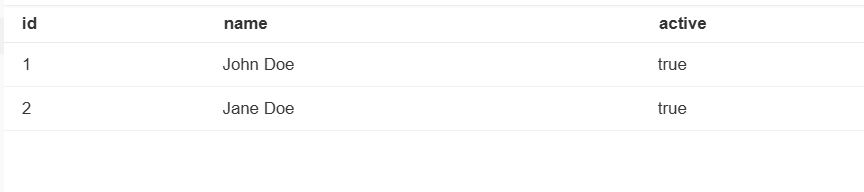 id name active
1 John Doe true
2 Jane Doe true